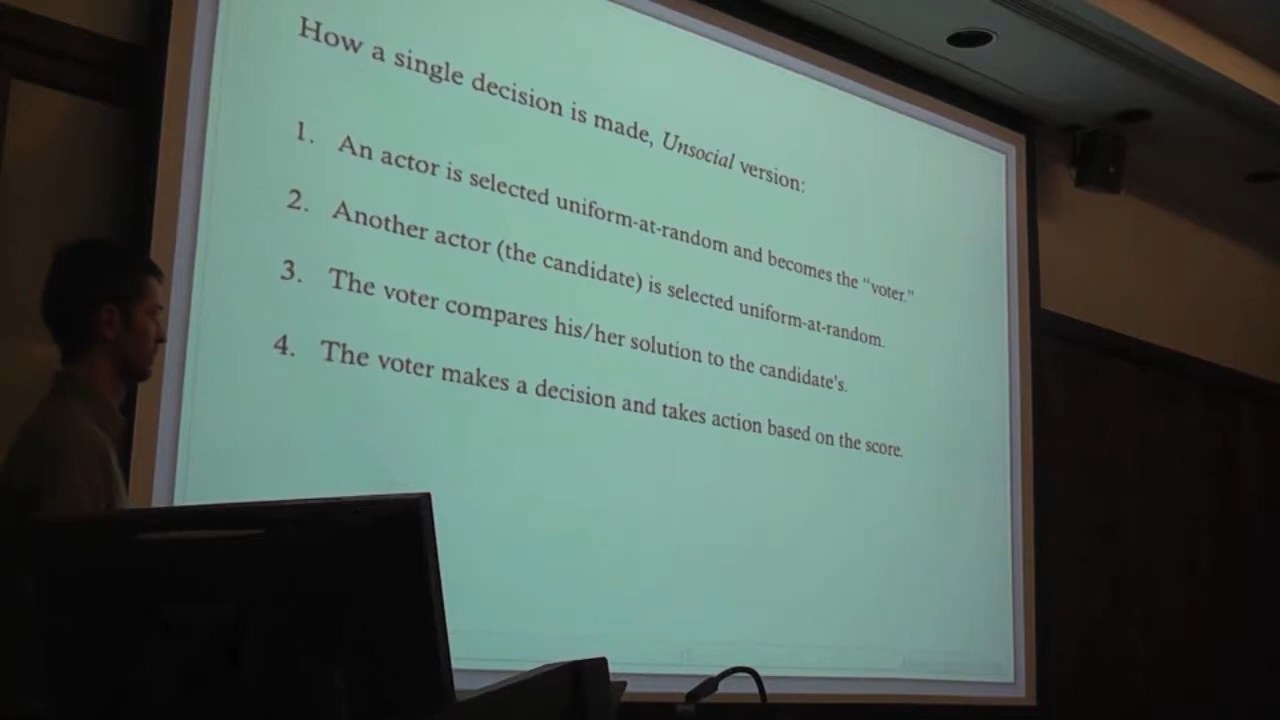 How a single decision is made, Unsocial version:
1. An actor is selected uniform-at-random and becomes the “voter.”
2. Another actor (the candidate) is selected uniform-at-random.
3. The voter compares his/her solution to the candidate's.
4. The voter makes a decision and takes action based on the score.